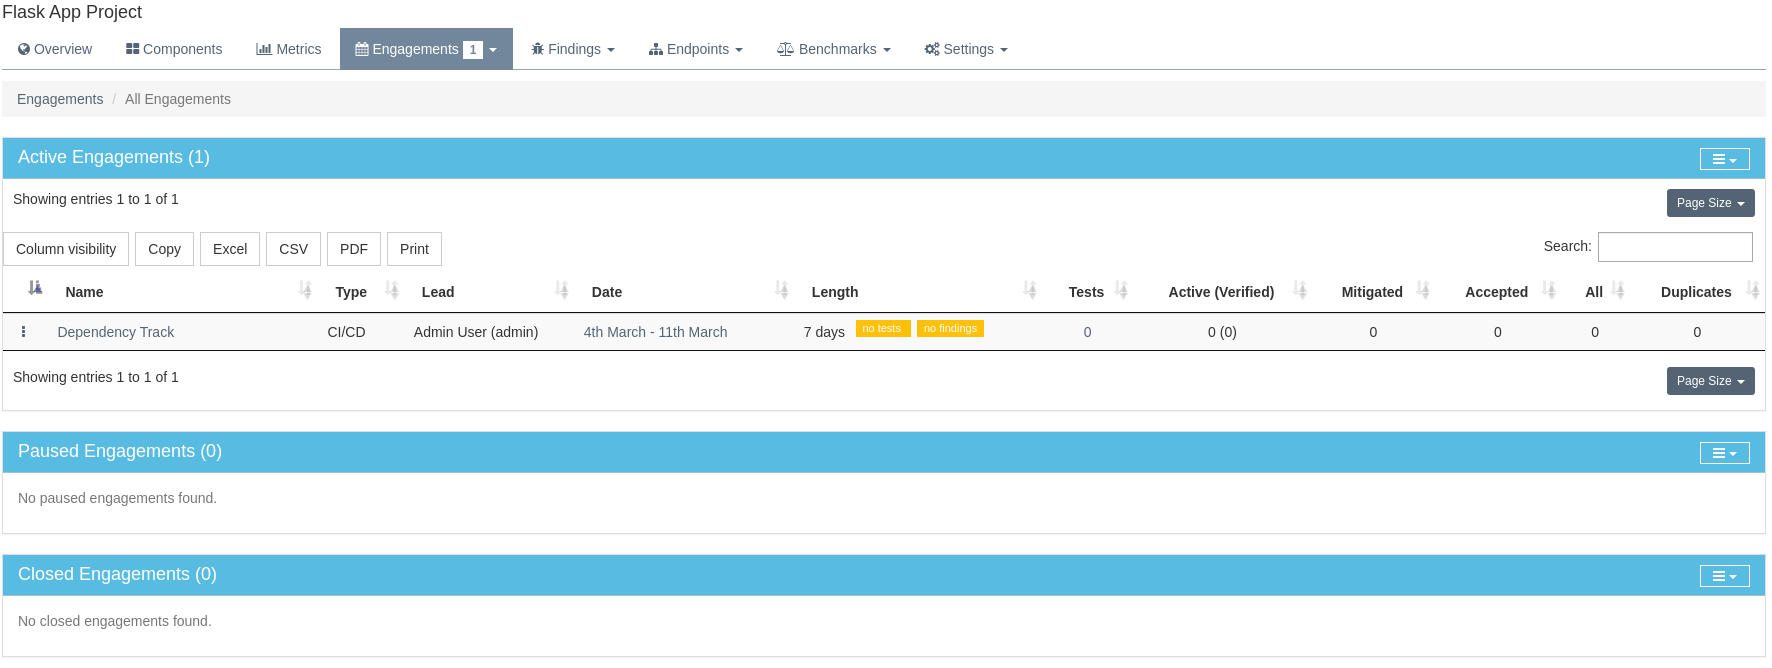 Flask App Project
Overview Components Metrics Engagements 1 Findings Endpoints Benchmarks Settings
Engagements / All Engagements
Active Engagements (1)
Showing entries 1 to 1 of 1 Page Size
Column visibility Copy Excel CSV PDF Print Search:
Name Type Lead Date Length Tests Active (Verified) Mitigated Accepted All Duplicates
Dependency Track CI/CD Admin User (admin) 4th March - 11th March 7 days no tests no findings 0 0 (0) 0 0 0 0
Showing entries 1 to 1 of 1 Page Size
Paused Engagements (0)
No paused engagements found.
Closed Engagements (0)
No closed engagements found.